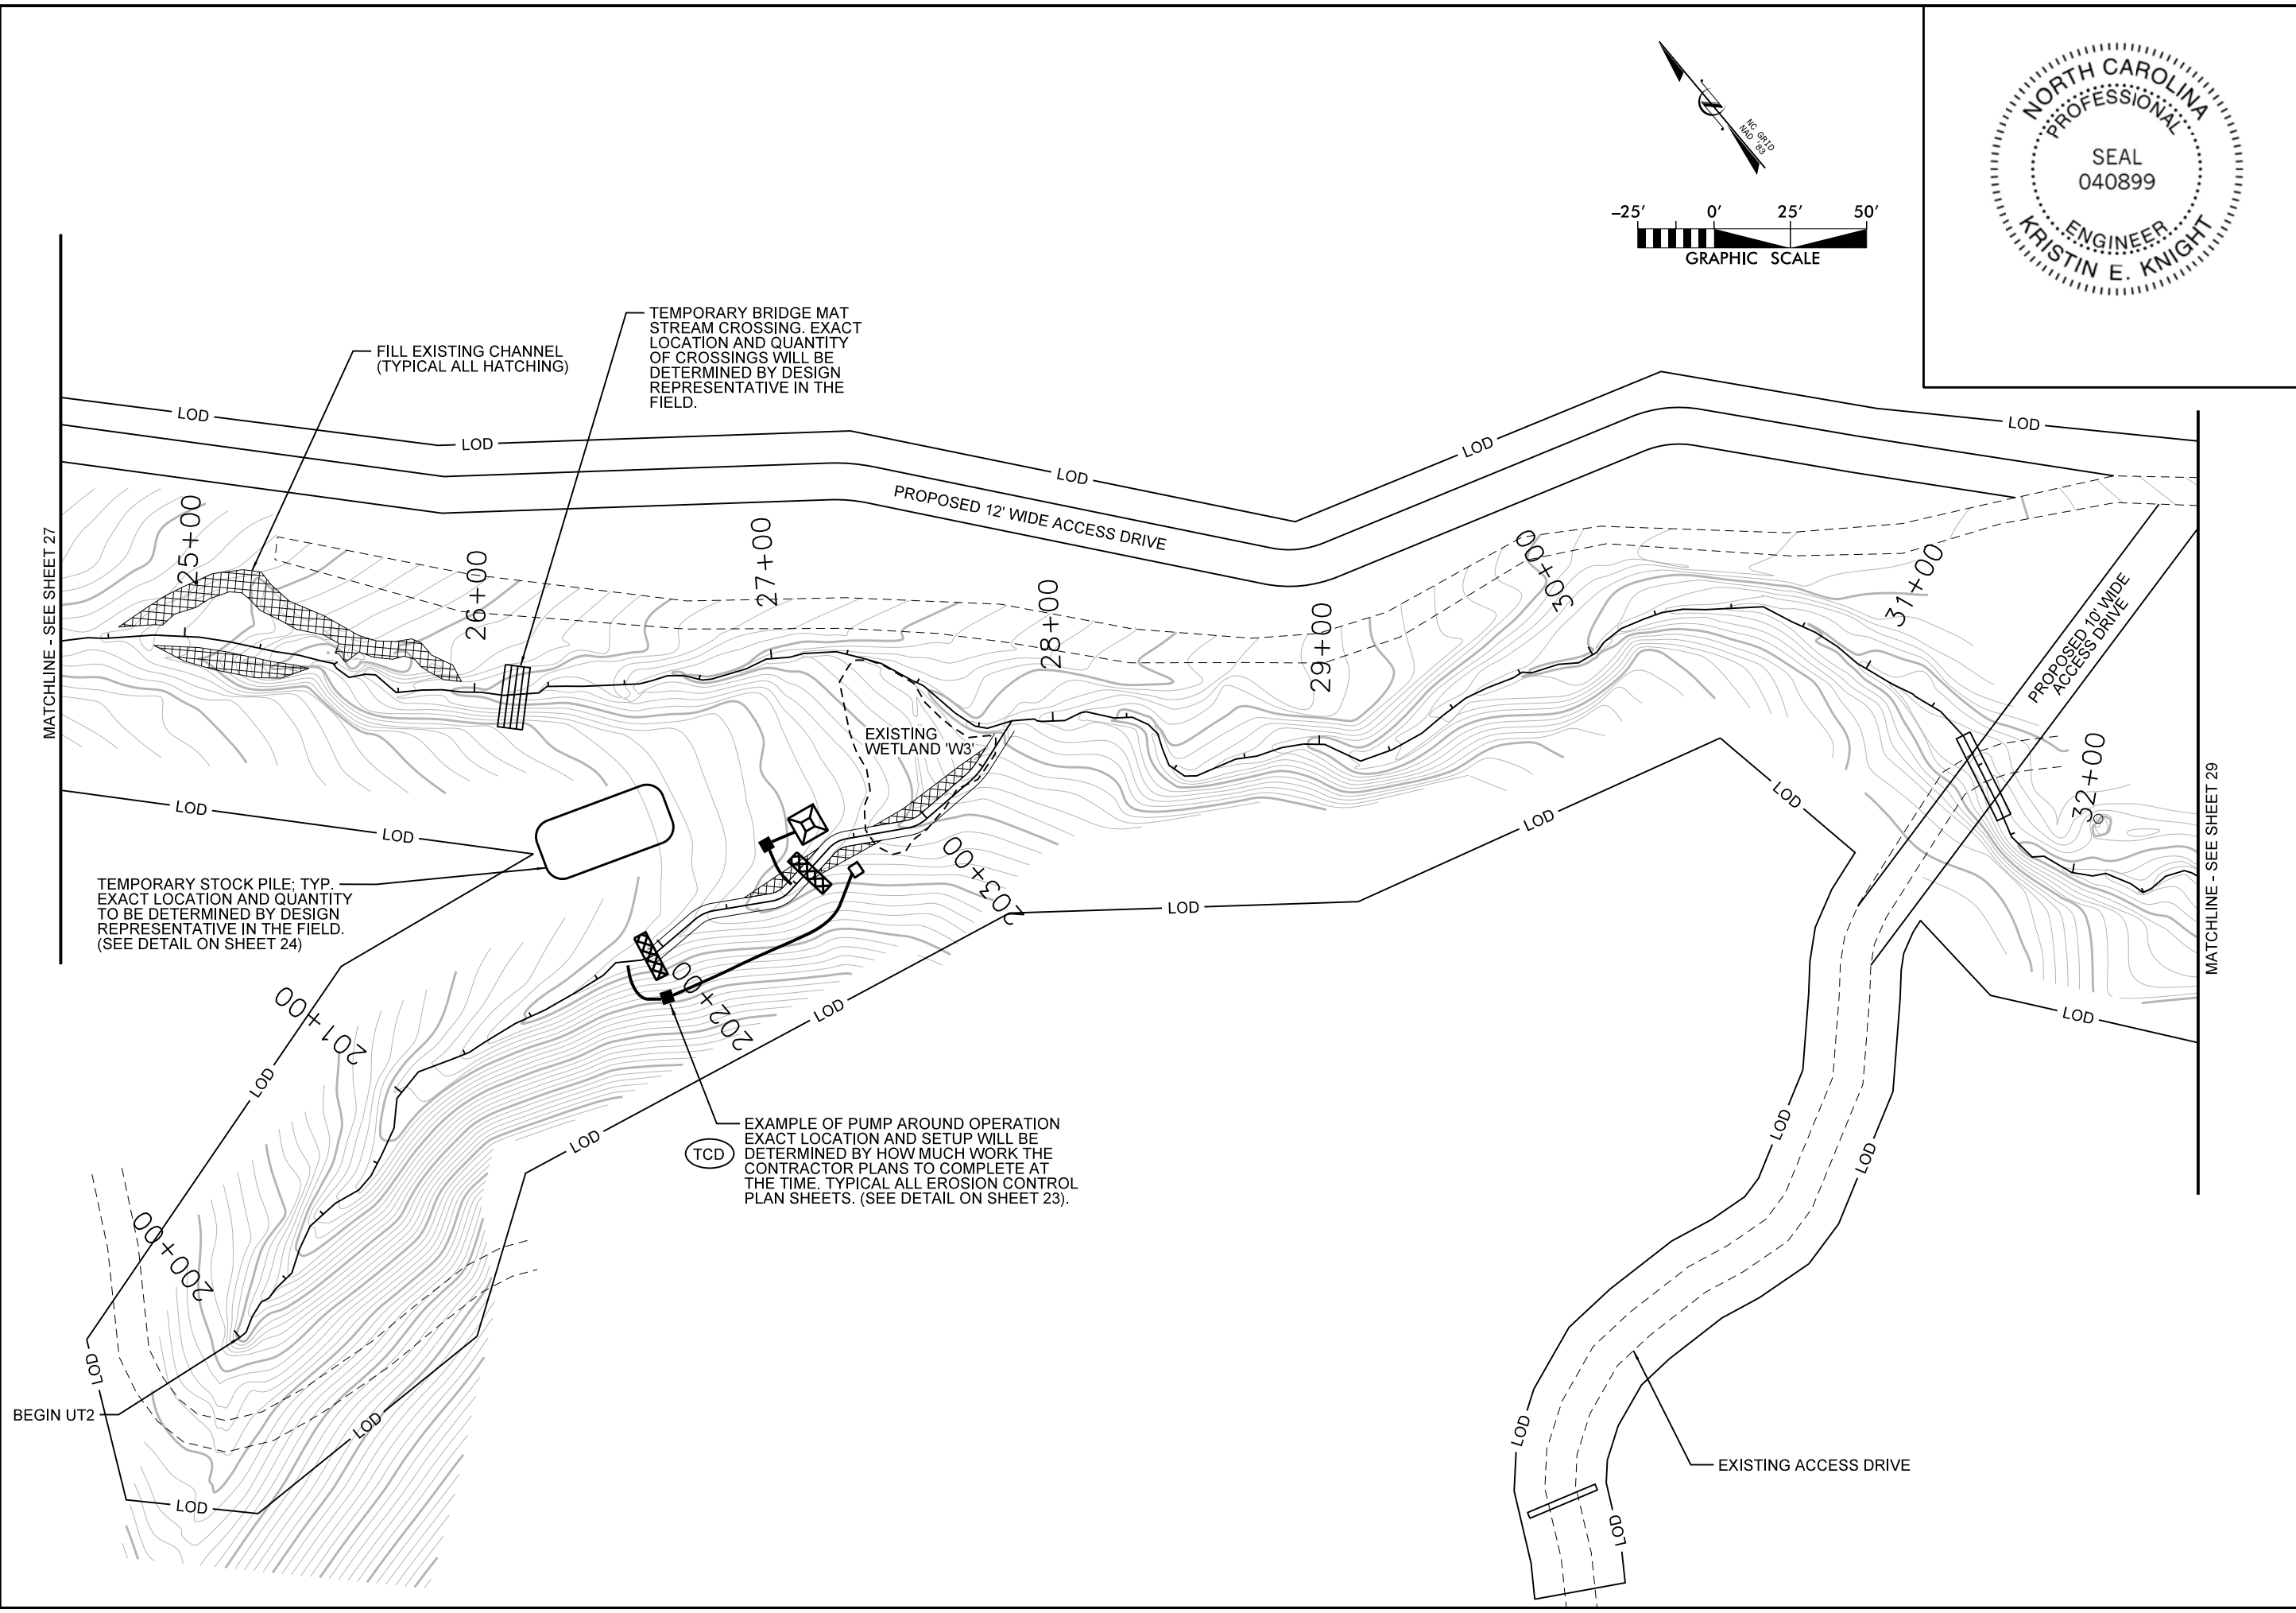 NORTH CAROLINA
PROFESSIONAL
SEAL
040899
ENGINEER
KRISTIN E. KNIGHT
NC GRID
NAD '83
-25' 0' 25' 50'
GRAPHIC SCALE
TEMPORARY BRIDGE MAT
STREAM CROSSING. EXACT
LOCATION AND QUANTITY
OF CROSSINGS WILL BE
DETERMINED BY DESIGN
REPRESENTATIVE IN THE
FIELD.
FILL EXISTING CHANNEL
(TYPICAL ALL HATCHING)
LOD
LOD
LOD
LOD
LOD
PROPOSED 12' WIDE ACCESS DRIVE
MATCHLINE - SEE SHEET 27
25+00
26+00
27+00
28+00
29+00
30+00
31+00
32+00
PROPOSED 10' WIDE
ACCESS DRIVE
MATCHLINE - SEE SHEET 29
EXISTING
WETLAND 'W3'
LOD
LOD
LOD
LOD
LOD
LOD
TEMPORARY STOCK PILE; TYP.
EXACT LOCATION AND QUANTITY
TO BE DETERMINED BY DESIGN
REPRESENTATIVE IN THE FIELD.
(SEE DETAIL ON SHEET 24)
203+00
202+00
201+00
200+00
LOD
LOD
LOD
TCD
EXAMPLE OF PUMP AROUND OPERATION
EXACT LOCATION AND SETUP WILL BE
DETERMINED BY HOW MUCH WORK THE
CONTRACTOR PLANS TO COMPLETE AT
THE TIME. TYPICAL ALL EROSION CONTROL
PLAN SHEETS. (SEE DETAIL ON SHEET 23).
LOD
LOD
LOD
BEGIN UT2
LOD
LOD
LOD
LOD
EXISTING ACCESS DRIVE